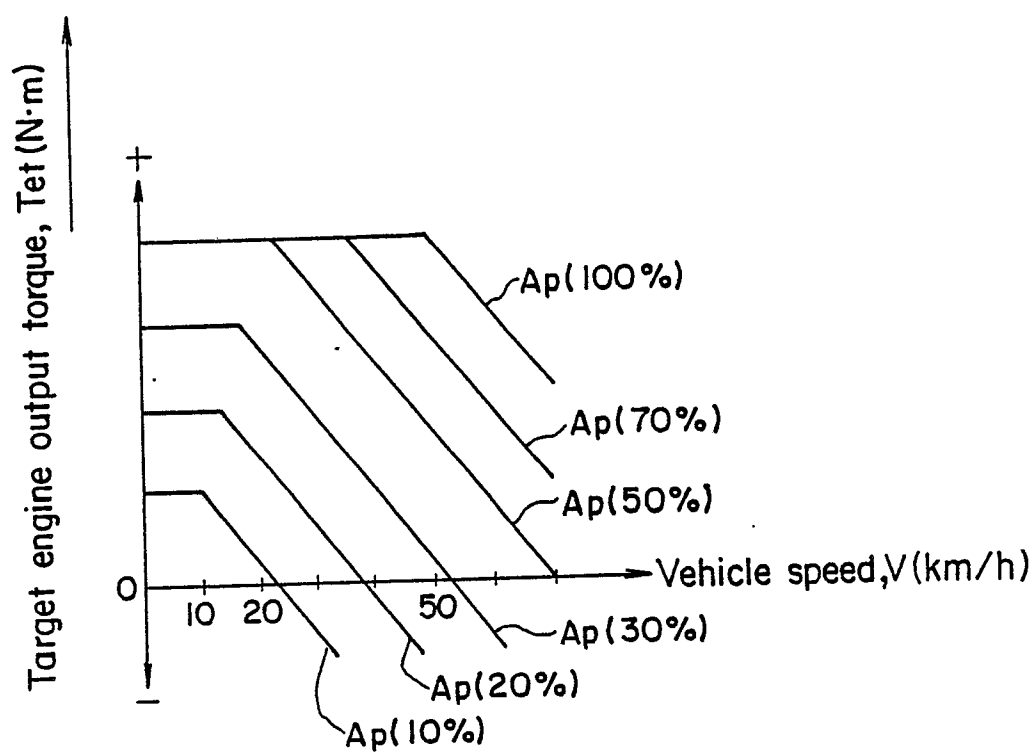 Target engine output torque, Tet(N·m)
+
Ap(100%)
Ap(70%)
Ap(50%)
Vehicle speed,V(km/h)
0
10 20 50
Ap(30%)
Ap(20%)
−
Ap(10%)